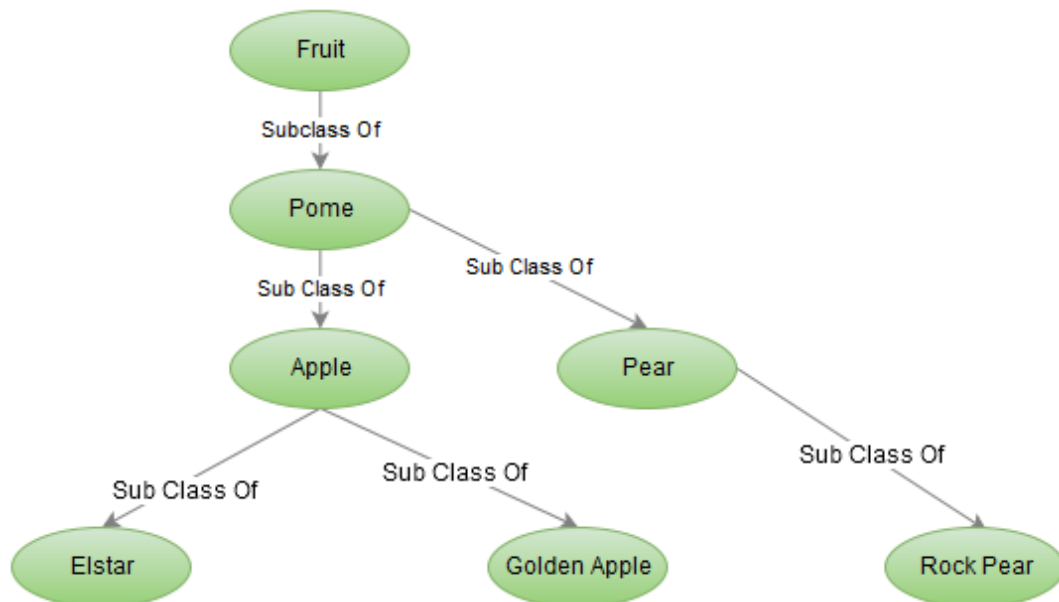 Fruit
Subclass Of
Pome
Sub Class Of
Sub Class Of
Apple
Pear
Sub Class Of
Sub Class Of
Sub Class Of
Elstar
Golden Apple
Rock Pear